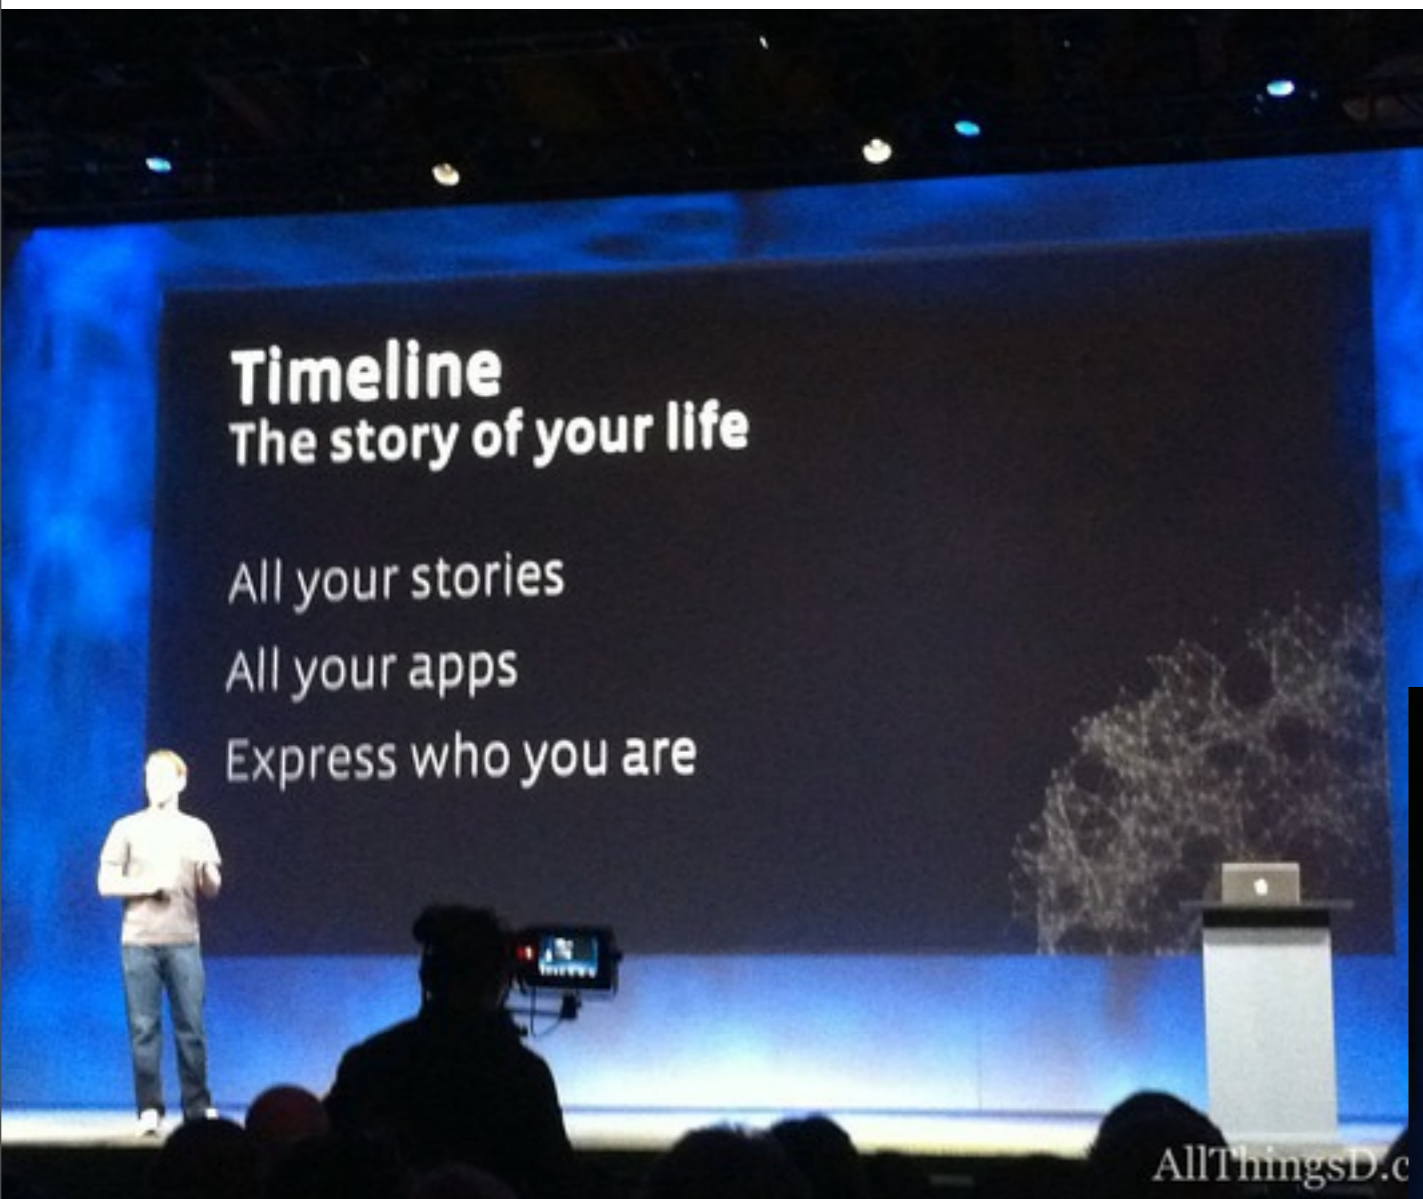 Timeline
The story of your life
All your stories
All your apps
Express who you are
AllThingsD.c